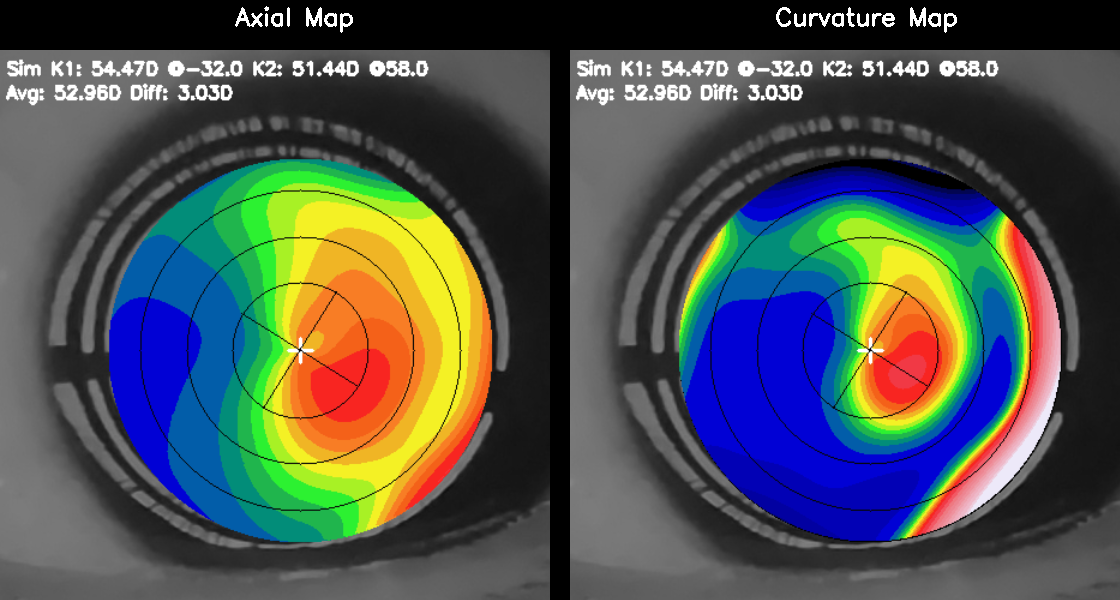 Axial Map
Sim K1: 54.47D @-32.0 K2: 51.44D @58.0
Avg: 52.96D Diff: 3.03D
Curvature Map
Sim K1: 54.47D @-32.0 K2: 51.44D @58.0
Avg: 52.96D Diff: 3.03D